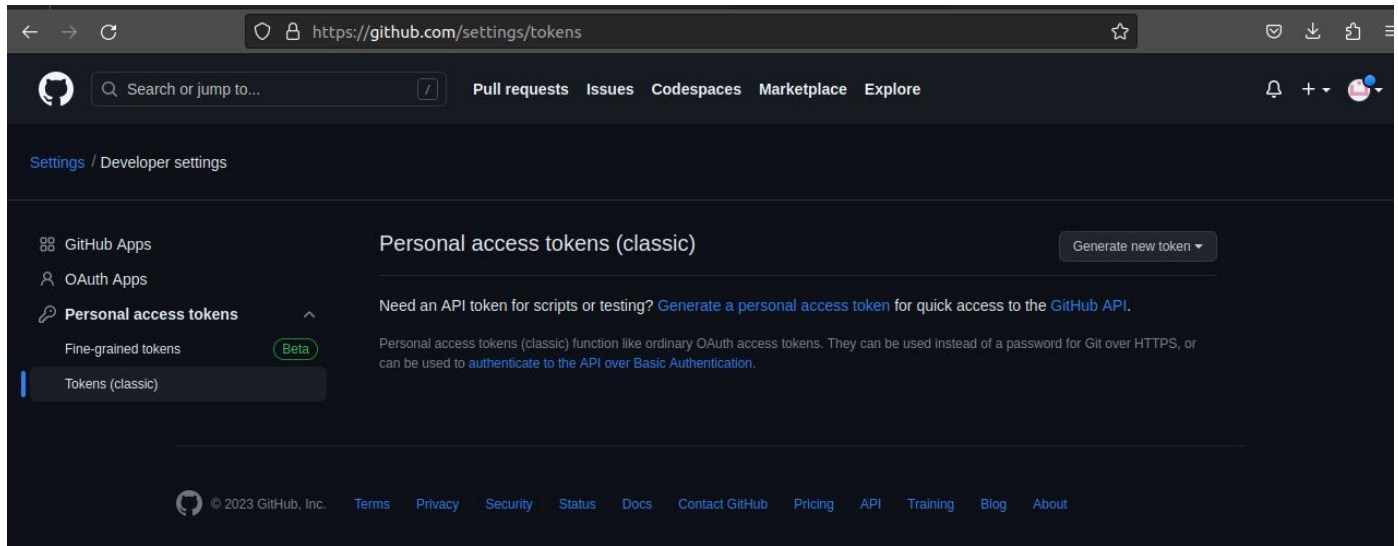 https://github.com/settings/tokens
Search or jump to...
/
Pull requests Issues Codespaces Marketplace Explore
Settings / Developer settings
GitHub Apps
OAuth Apps
Personal access tokens
Fine-grained tokens Beta
Tokens (classic)
Personal access tokens (classic)
Generate new token
Need an API token for scripts or testing? Generate a personal access token for quick access to the GitHub API.
Personal access tokens (classic) function like ordinary OAuth access tokens. They can be used instead of a password for Git over HTTPS, or
can be used to authenticate to the API over Basic Authentication.
© 2023 GitHub, Inc. Terms Privacy Security Status Docs Contact GitHub Pricing API Training Blog About